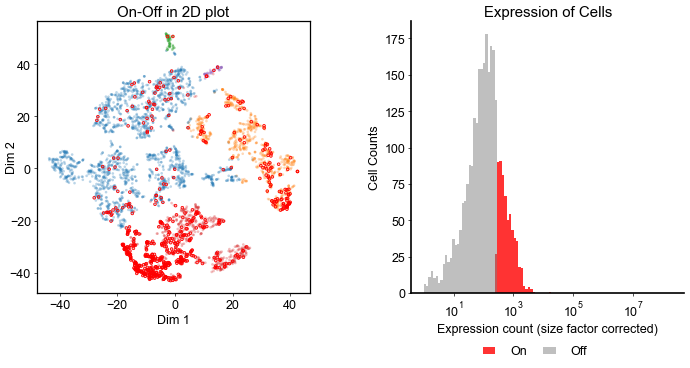 On-Off in 2D plot
Expression of Cells
Dim 2
40
20
0
−20
−40
−40 −20 0 20 40
Dim 1
Cell Counts
175
150
125
100
75
50
25
0
10^1 10^3 10^5 10^7
Expression count (size factor corrected)
On Off